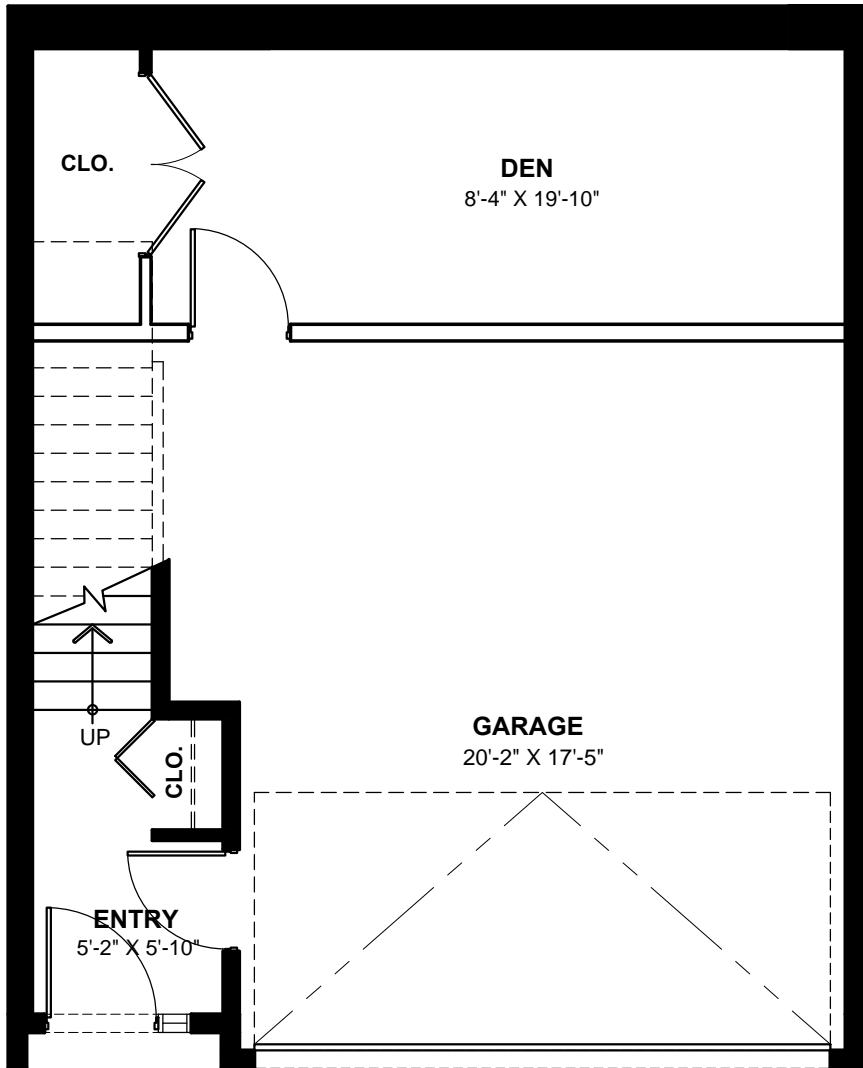 CLO.
DEN
8'-4" X 19'-10"
UP
GARAGE
20'-2" X 17'-5"
CLO.
ENTRY
5'-2" X 5'-10"